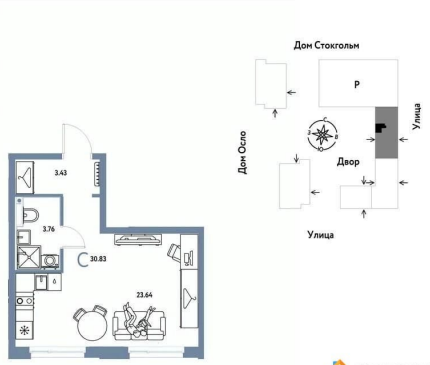 Дом Стокгольм
Р
Улица
Дом Осло
С
З
В
Ю
Двор
Улица
3.43
3.76
С 30.83
23.64